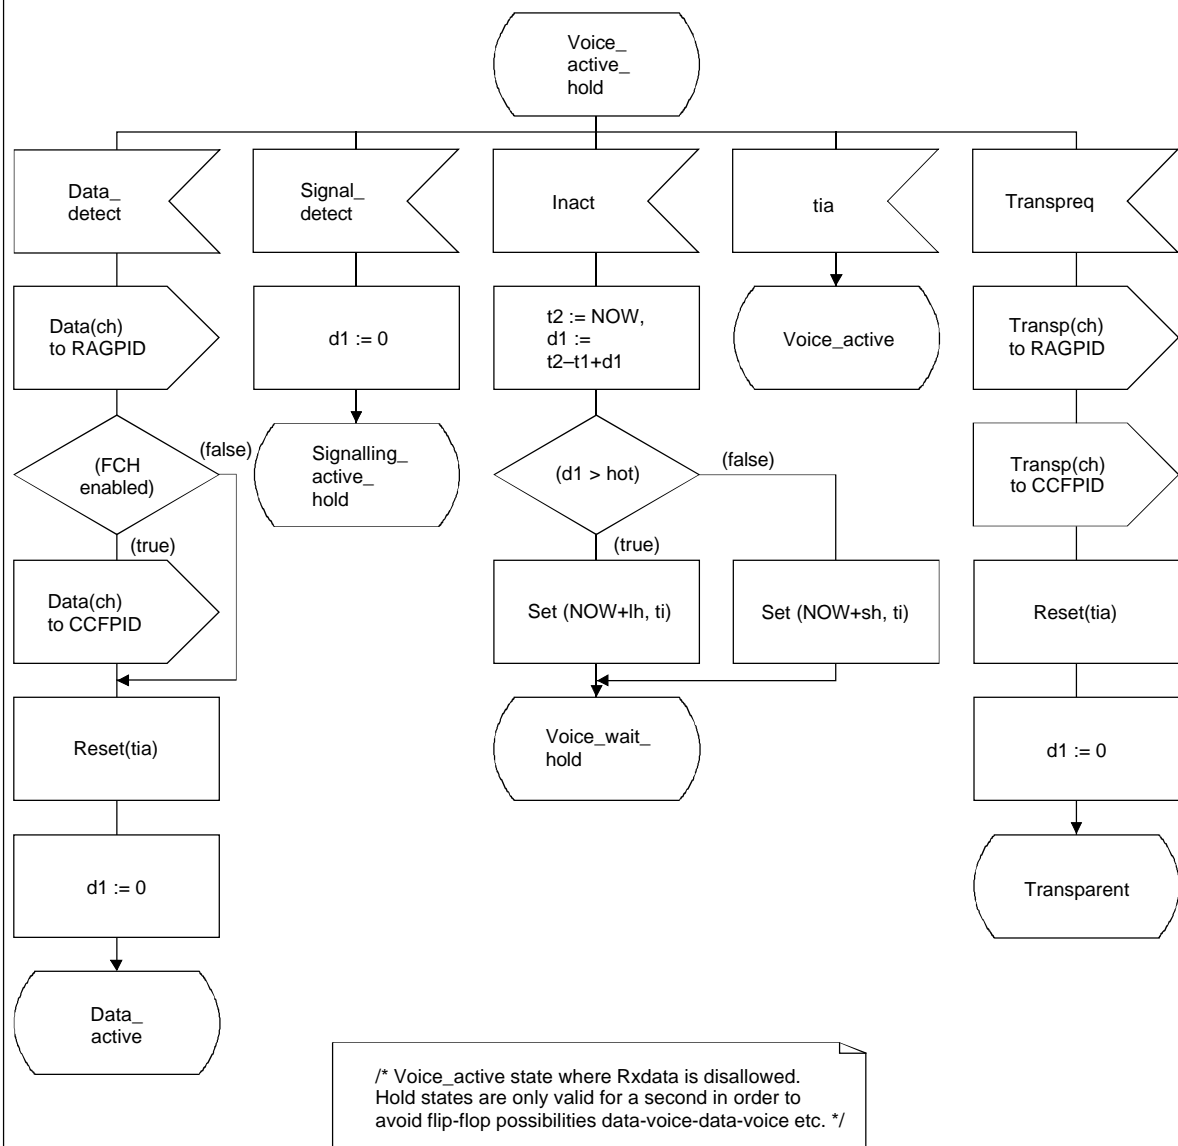 Voice_
active_
hold
Data_
detect
Signal_
detect
Inact
tia
Transpreq
Data(ch)
to RAGPID
d1 := 0
t2 := NOW,
d1 :=
t2–t1+d1
Voice_active
Transp(ch)
to RAGPID
(FCH
enabled)
(false)
(true)
Signalling_
active_
hold
(d1 > hot)
(false)
(true)
Transp(ch)
to CCFPID
Data(ch)
to CCFPID
Set (NOW+lh, ti)
Set (NOW+sh, ti)
Reset(tia)
Reset(tia)
Voice_wait_
hold
d1 := 0
d1 := 0
Transparent
Data_
active
/* Voice_active state where Rxdata is disallowed.
Hold states are only valid for a second in order to
avoid flip-flop possibilities data-voice-data-voice etc. */